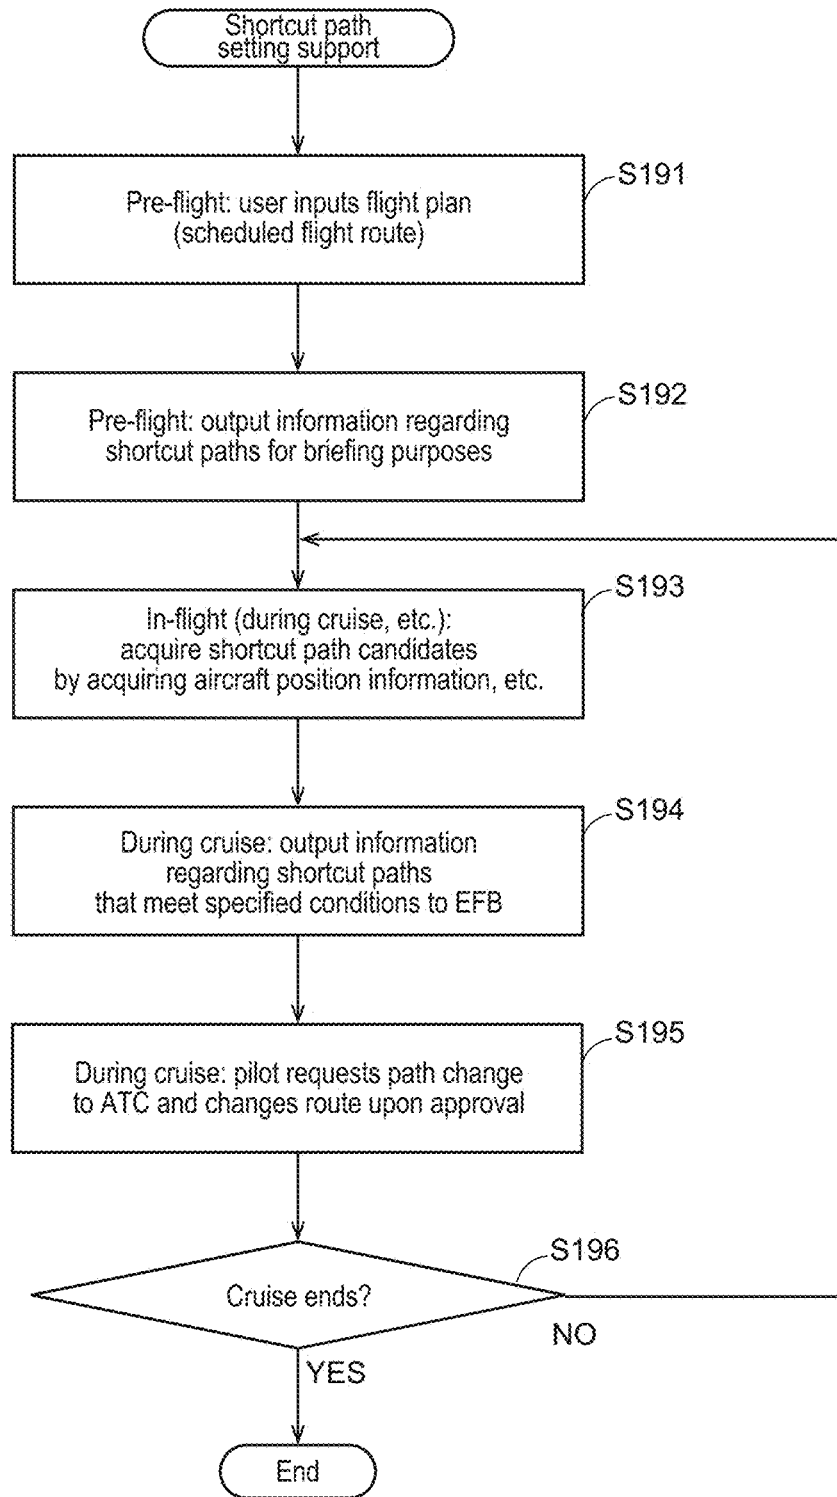 Shortcut path
setting support
S191
Pre-flight: user inputs flight plan
(scheduled flight route)
S192
Pre-flight: output information regarding
shortcut paths for briefing purposes
S193
In-flight (during cruise, etc.):
acquire shortcut path candidates
by acquiring aircraft position information, etc.
S194
During cruise: output information
regarding shortcut paths
that meet specified conditions to EFB
S195
During cruise: pilot requests path change
to ATC and changes route upon approval
S196
Cruise ends?
NO
YES
End